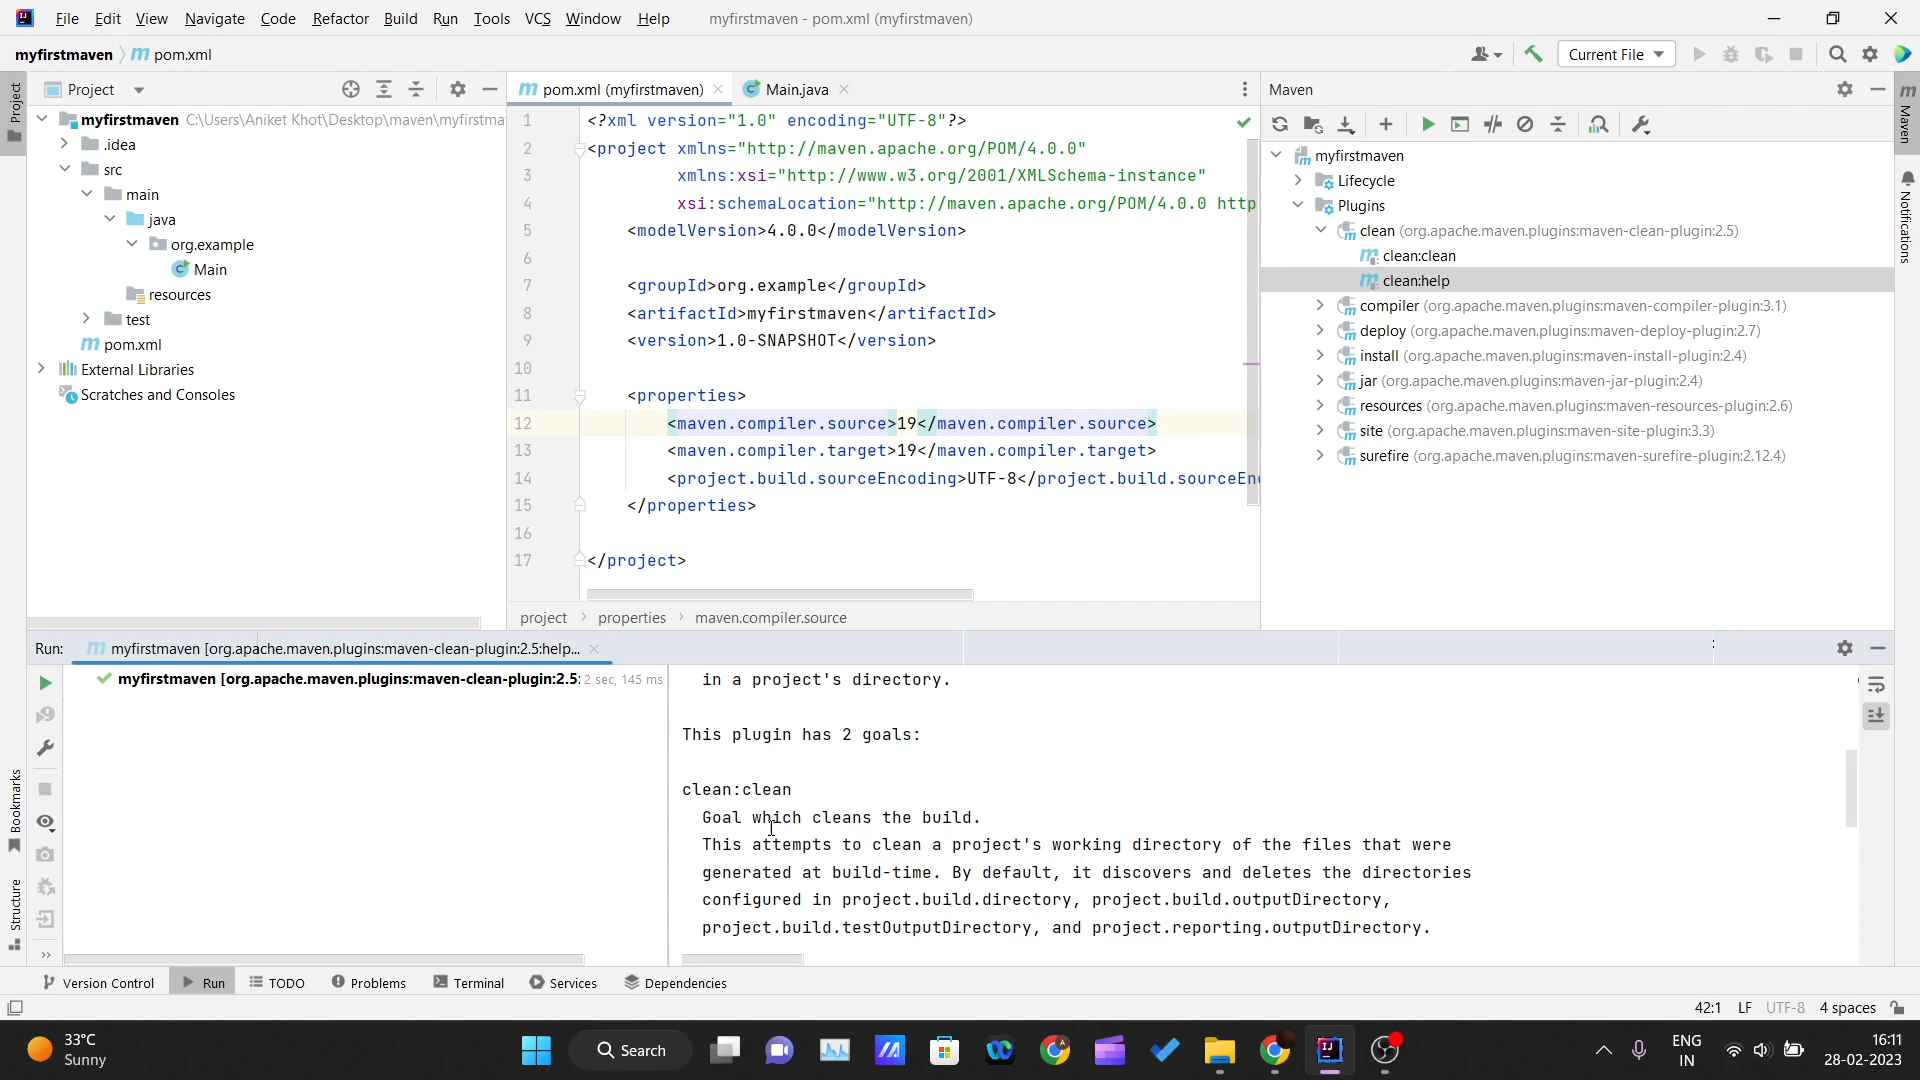 File Edit View Navigate Code Refactor Build Run Tools VCS Window Help myfirstmaven - pom.xml (myfirstmaven)
myfirstmaven pom.xml
Current File
Project
Project
myfirstmaven C:\Users\Aniket Khot\Desktop\maven\myfirstma
.idea
src
main
java
org.example
Main
resources
test
pom.xml
External Libraries
Scratches and Consoles
pom.xml (myfirstmaven) Main.java
1 <?xml version="1.0" encoding="UTF-8"?>
2 <project xmlns="http://maven.apache.org/POM/4.0.0"
3 xmlns:xsi="http://www.w3.org/2001/XMLSchema-instance"
4 xsi:schemaLocation="http://maven.apache.org/POM/4.0.0 http
5 <modelVersion>4.0.0</modelVersion>
6
7 <groupId>org.example</groupId>
8 <artifactId>myfirstmaven</artifactId>
9 <version>1.0-SNAPSHOT</version>
10
11 <properties>
12 <maven.compiler.source>19</maven.compiler.source>
13 <maven.compiler.target>19</maven.compiler.target>
14 <project.build.sourceEncoding>UTF-8</project.build.sourceEn
15 </properties>
16
17 </project>
project properties maven.compiler.source
Maven
myfirstmaven
Lifecycle
Plugins
clean (org.apache.maven.plugins:maven-clean-plugin:2.5)
clean:clean
clean:help
compiler (org.apache.maven.plugins:maven-compiler-plugin:3.1)
deploy (org.apache.maven.plugins:maven-deploy-plugin:2.7)
install (org.apache.maven.plugins:maven-install-plugin:2.4)
jar (org.apache.maven.plugins:maven-jar-plugin:2.4)
resources (org.apache.maven.plugins:maven-resources-plugin:2.6)
site (org.apache.maven.plugins:maven-site-plugin:3.3)
surefire (org.apache.maven.plugins:maven-surefire-plugin:2.12.4)
Maven
Notifications
Run: myfirstmaven [org.apache.maven.plugins:maven-clean-plugin:2.5:help...
myfirstmaven [org.apache.maven.plugins:maven-clean-plugin:2.5: 2 sec, 145 ms
in a project's directory.
This plugin has 2 goals:
clean:clean
Goal which cleans the build.
This attempts to clean a project's working directory of the files that were
generated at build-time. By default, it discovers and deletes the directories
configured in project.build.directory, project.build.outputDirectory,
project.build.testOutputDirectory, and project.reporting.outputDirectory.
Bookmarks
Structure
Version Control Run TODO Problems Terminal Services Dependencies
42:1 LF UTF-8 4 spaces
33°C
Sunny
Search
ENG
IN
16:11
28-02-2023